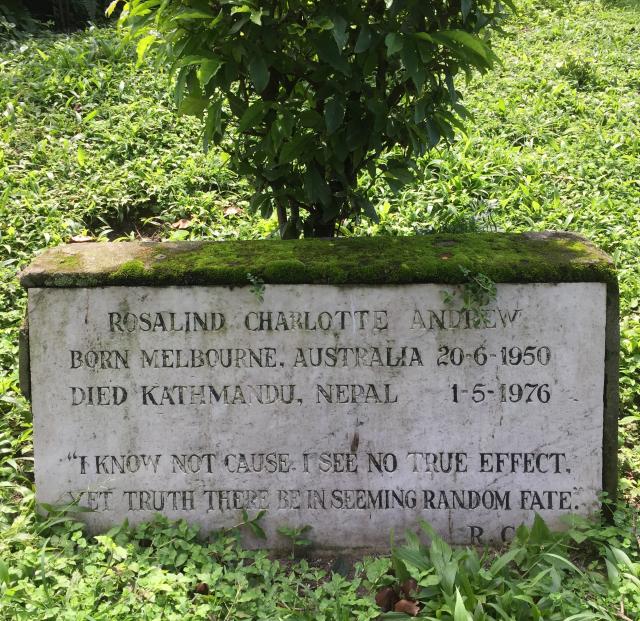 ROSALIND CHARLOTTE ANDREW
BORN MELBOURNE, AUSTRALIA 20-6-1950
DIED KATHMANDU, NEPAL 1-5-1976
"I KNOW NOT CAUSE. I SEE NO TRUE EFFECT,
YET TRUTH THERE BE IN SEEMING RANDOM FATE."
R. C.